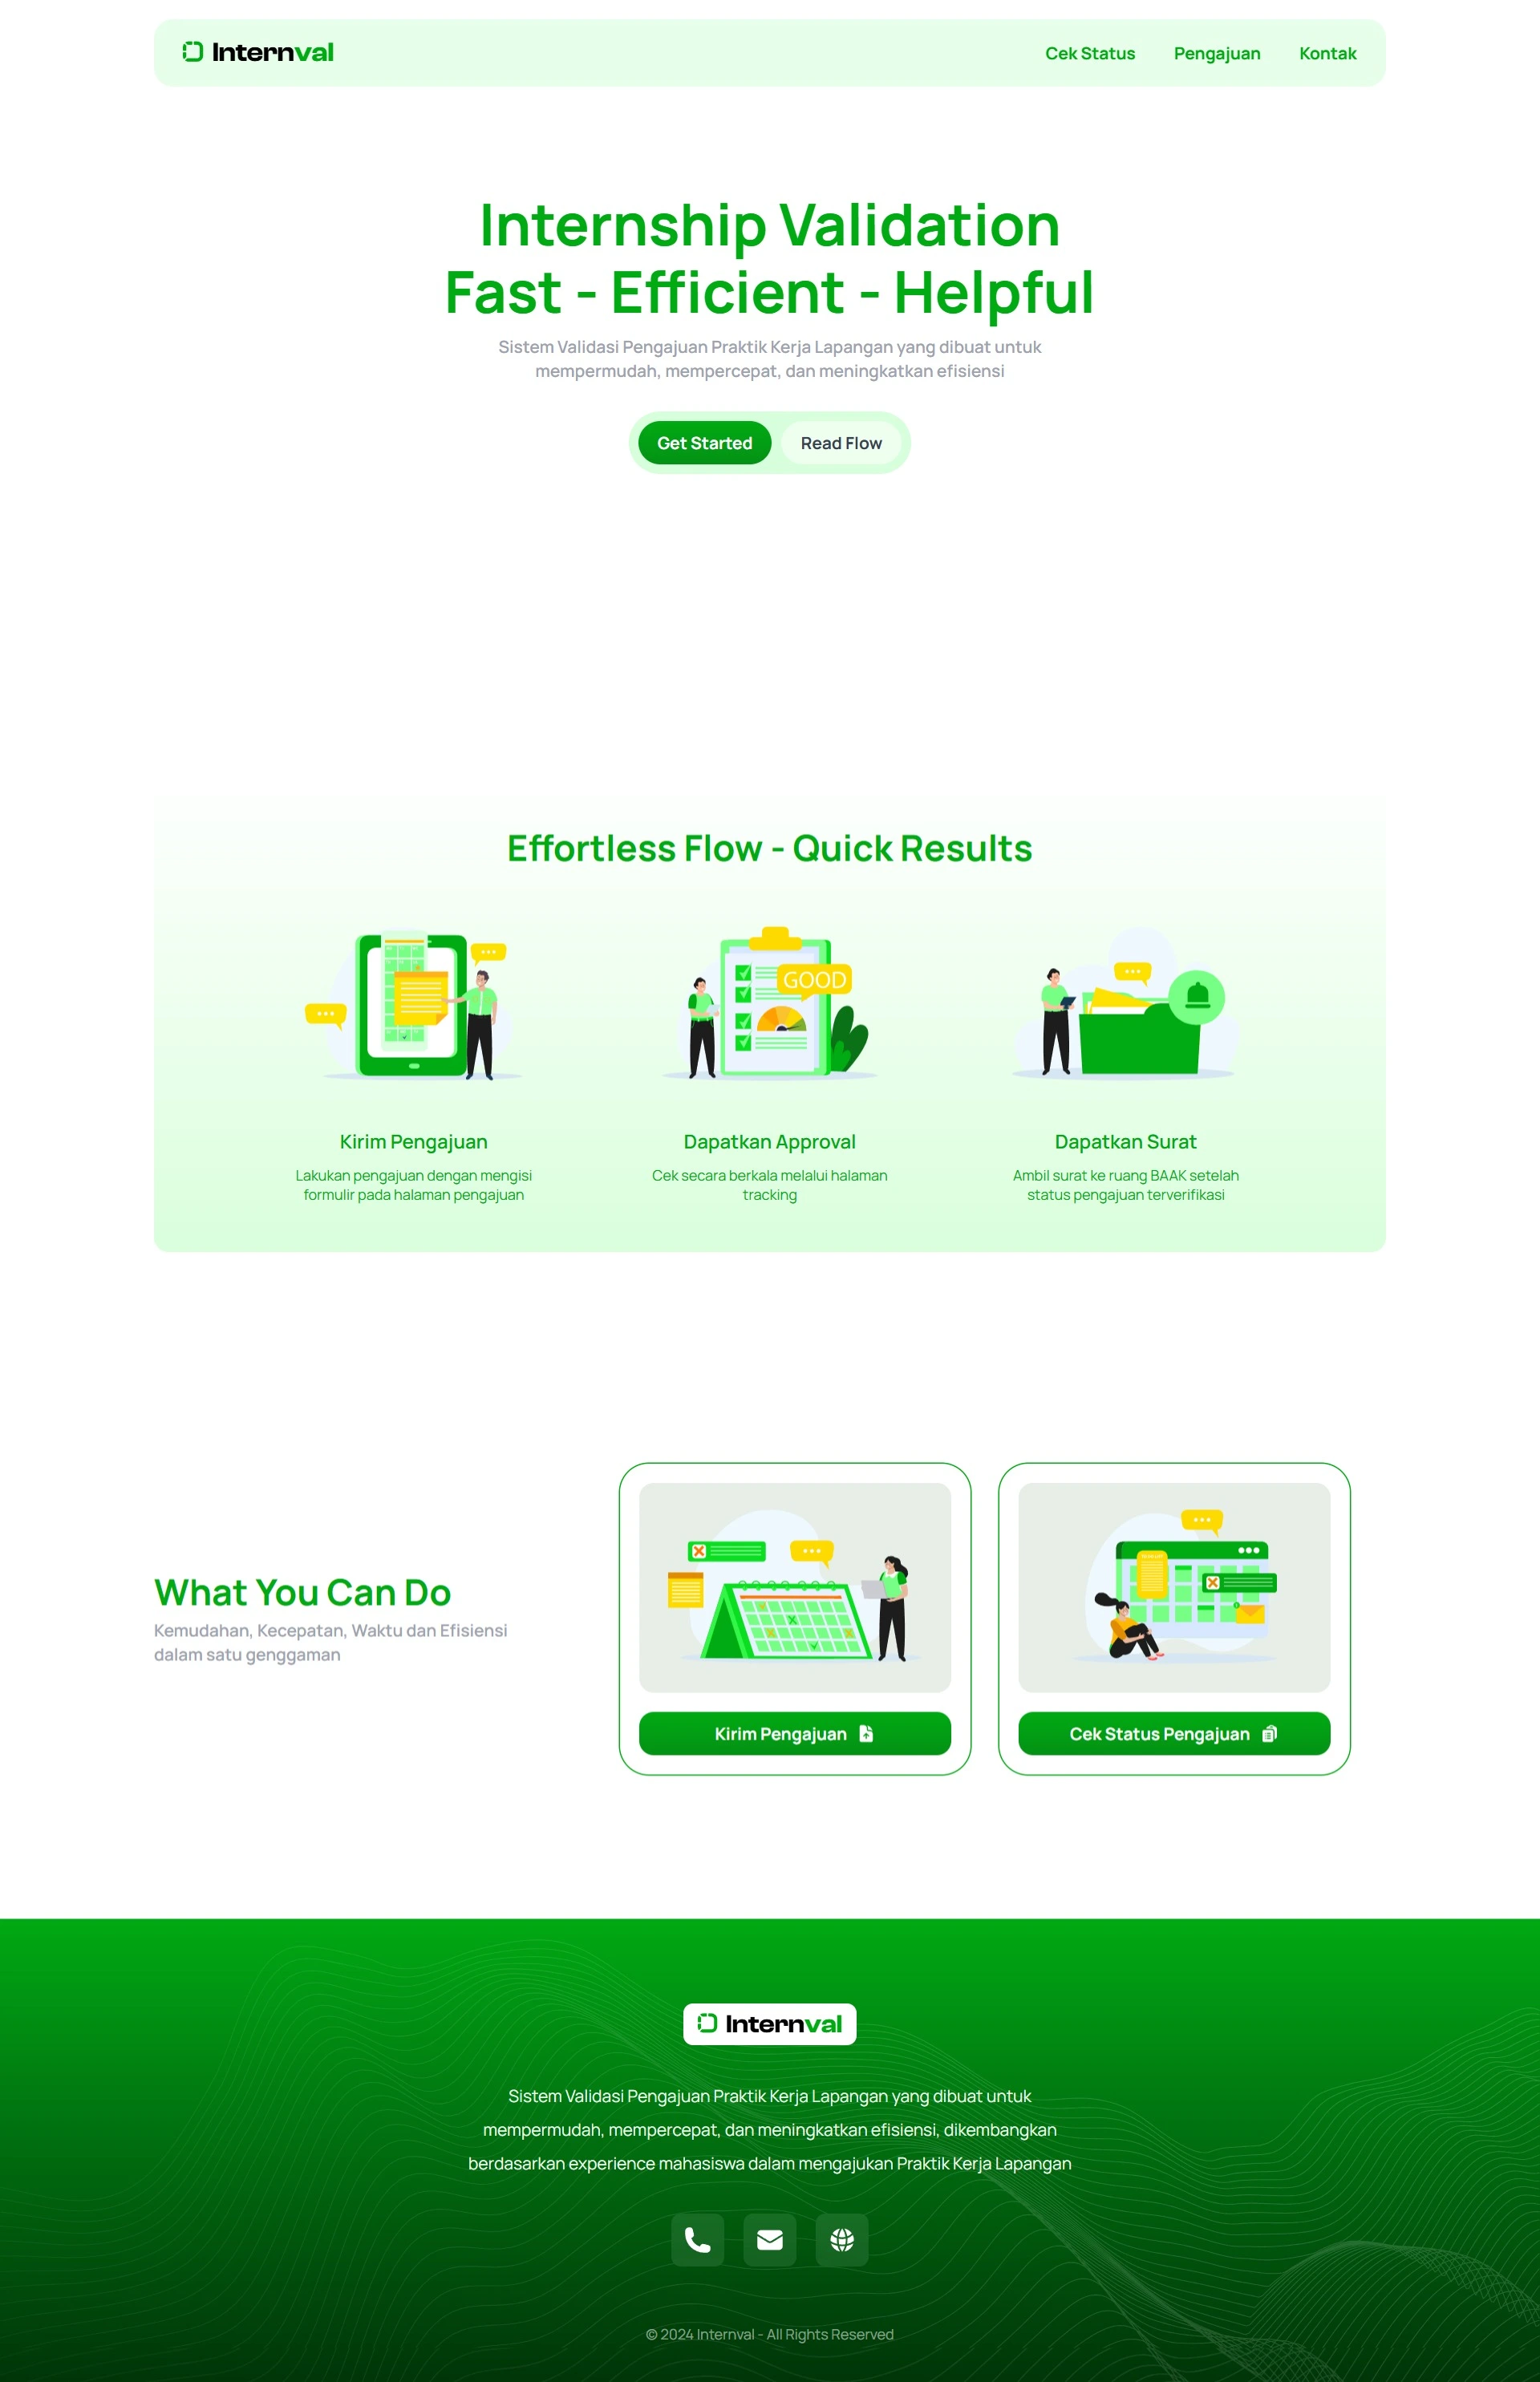 Internval
Cek Status
Pengajuan
Kontak
Internship Validation
Fast - Efficient - Helpful
Sistem Validasi Pengajuan Praktik Kerja Lapangan yang dibuat untuk
mempermudah, mempercepat, dan meningkatkan efisiensi
Get Started
Read Flow
Effortless Flow - Quick Results
GOOD
Kirim Pengajuan
Lakukan pengajuan dengan mengisi
formulir pada halaman pengajuan
Dapatkan Approval
Cek secara berkala melalui halaman
tracking
Dapatkan Surat
Ambil surat ke ruang BAAK setelah
status pengajuan terverifikasi
What You Can Do
Kemudahan, Kecepatan, Waktu dan Efisiensi
dalam satu genggaman
Kirim Pengajuan
Cek Status Pengajuan
Internval
Sistem Validasi Pengajuan Praktik Kerja Lapangan yang dibuat untuk
mempermudah, mempercepat, dan meningkatkan efisiensi, dikembangkan
berdasarkan experience mahasiswa dalam mengajukan Praktik Kerja Lapangan
© 2024 Internval - All Rights Reserved